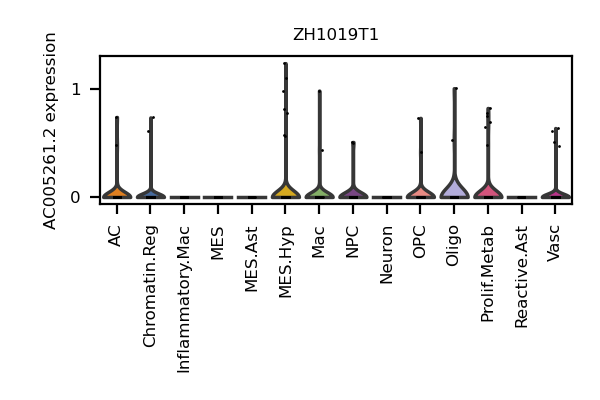 ZH1019T1
AC005261.2 expression
1
0
AC
Chromatin.Reg
Inflammatory.Mac
MES
MES.Ast
MES.Hyp
Mac
NPC
Neuron
OPC
Oligo
Prolif.Metab
Reactive.Ast
Vasc